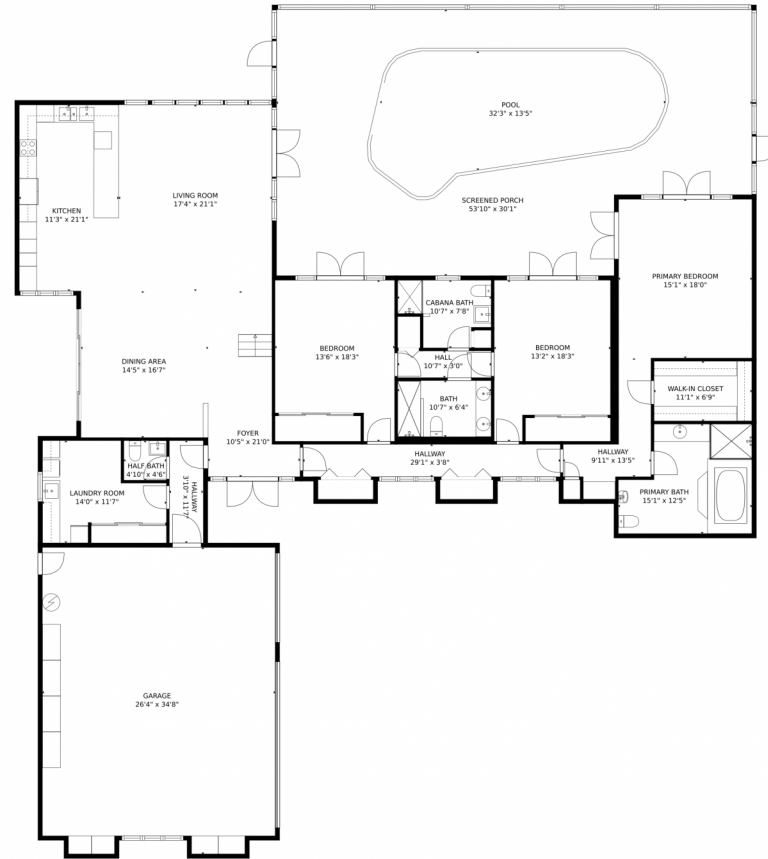 POOL
32'3" x 13'5"
LIVING ROOM
17'4" x 21'1"
KITCHEN
11'3" x 21'1"
SCREENED PORCH
53'10" x 30'1"
PRIMARY BEDROOM
15'1" x 18'0"
CABANA BATH
10'7" x 7'8"
BEDROOM
13'6" x 18'3"
BEDROOM
13'2" x 18'3"
HALL
10'7" x 3'0"
DINING AREA
14'5" x 16'7"
WALK-IN CLOSET
11'1" x 6'9"
BATH
10'7" x 6'4"
FOYER
10'5" x 21'0"
HALLWAY
29'1" x 3'8"
HALLWAY
9'11" x 13'5"
HALF BATH
4'10" x 4'6"
HALLWAY
3'10" x 11'7"
LAUNDRY ROOM
14'0" x 11'7"
PRIMARY BATH
15'1" x 12'5"
GARAGE
26'4" x 34'8"